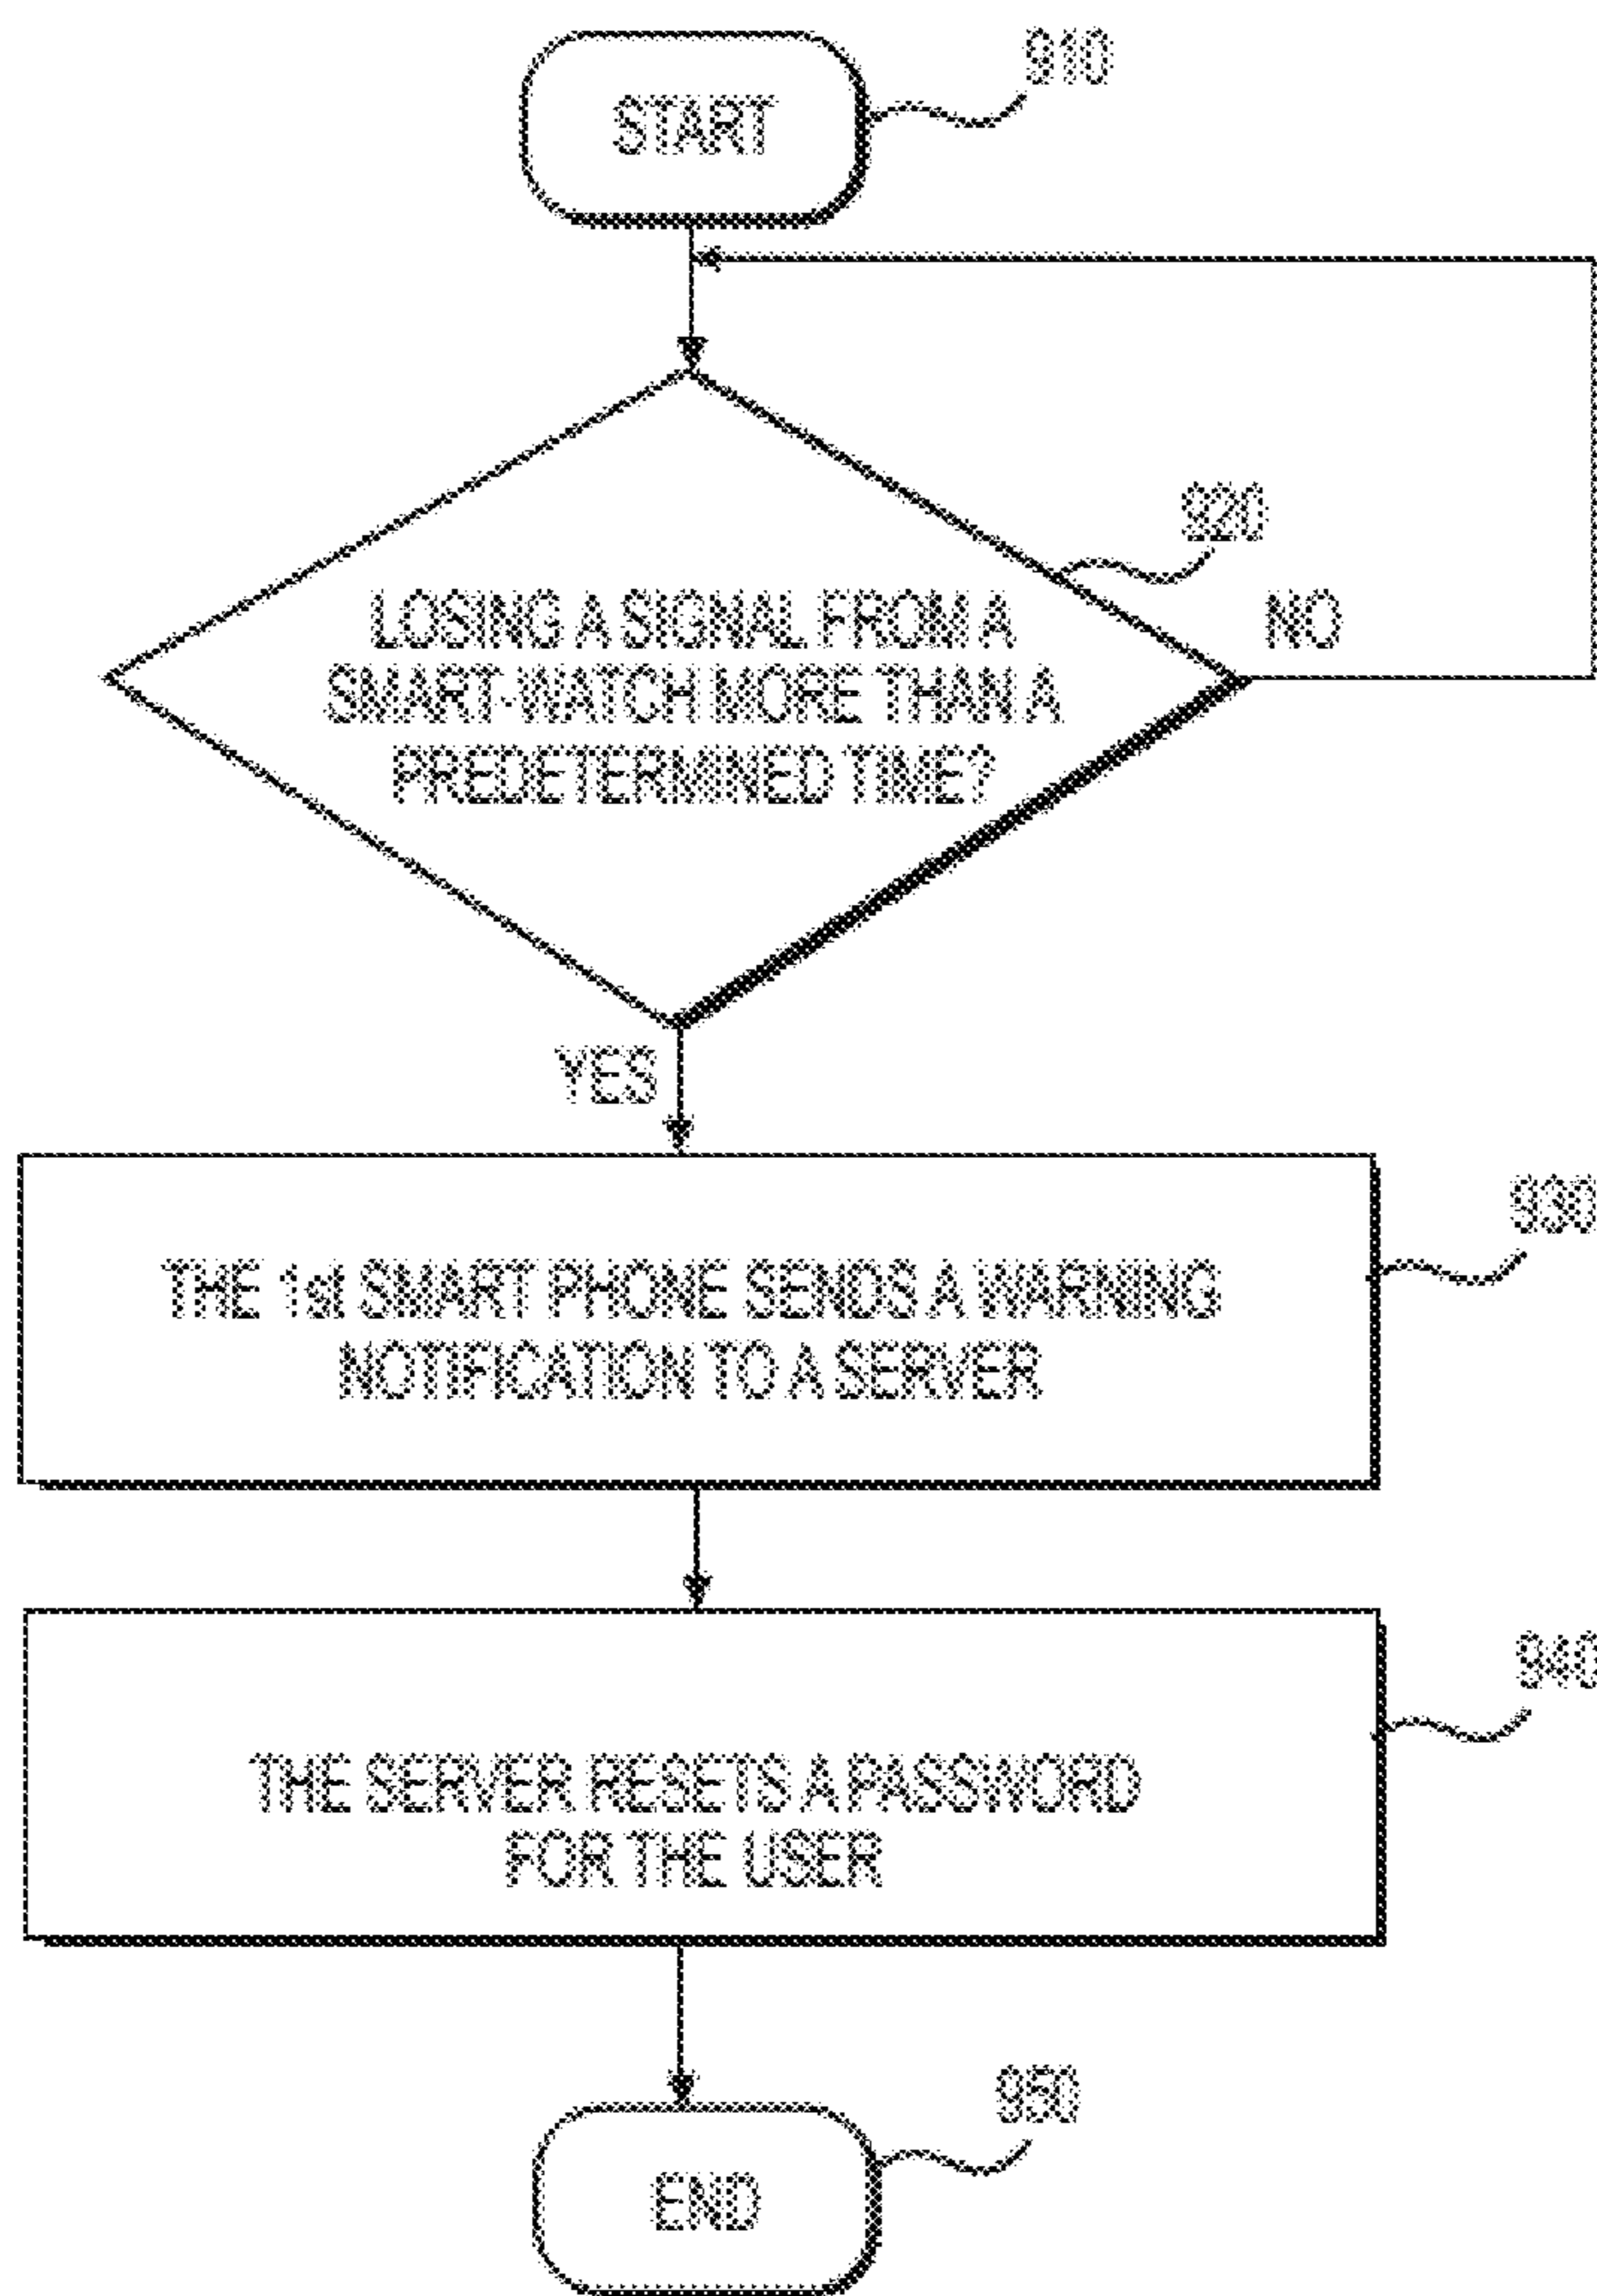 910
START
920
LOSING A SIGNAL FROM A
SMART-WATCH MORE THAN A
PREDETERMINED TIME?
NO
YES
930
THE 1st SMART PHONE SENDS A WARNING
NOTIFICATION TO A SERVER
940
THE SERVER RESETS A PASSWORD
FOR THE USER
950
END